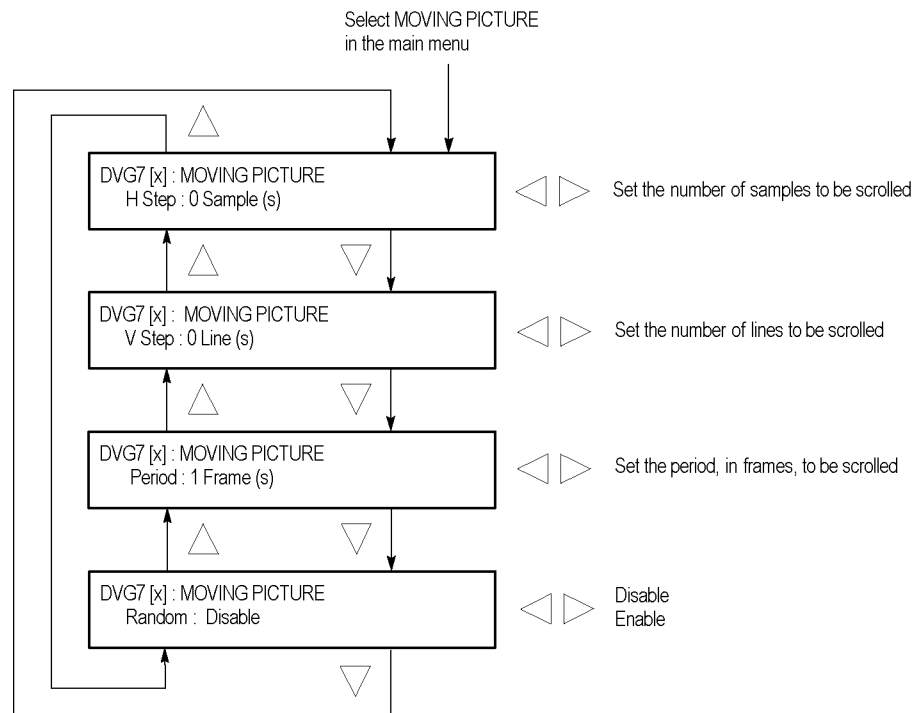 Select MOVING PICTURE
in the main menu
DVG7 [x] : MOVING PICTURE
H Step : 0 Sample (s)
Set the number of samples to be scrolled
DVG7 [x] :  MOVING PICTURE
V Step : 0 Line (s)
Set the number of lines to be scrolled
DVG7 [x] : MOVING PICTURE
Period : 1 Frame (s)
Set the period, in frames, to be scrolled
DVG7 [x] : MOVING PICTURE
Random :  Disable
Disable
Enable